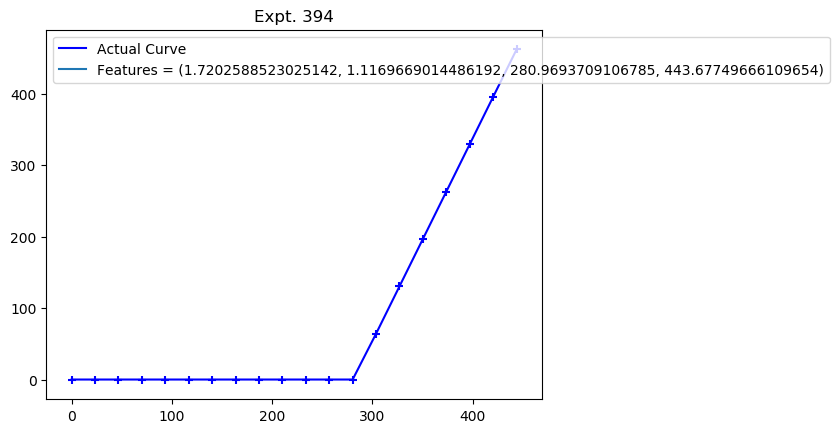 Expt. 394
Actual Curve
Features = (1.7202588523025142, 1.1169669014486192, 280.9693709106785, 443.67749666109654)
400
300
200
100
0
0 100 200 300 400